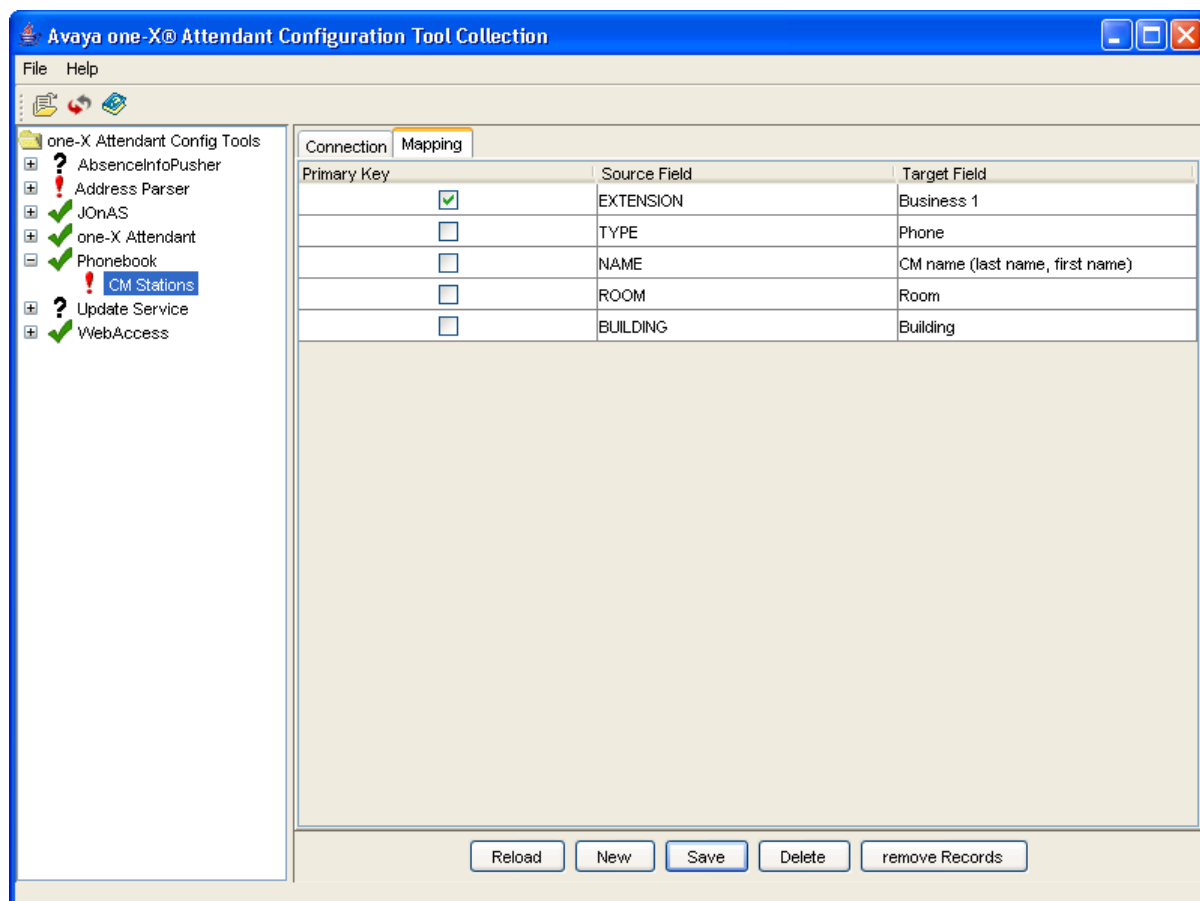 Avaya one-X® Attendant Configuration Tool Collection
File Help
one-X Attendant Config Tools
? AbsenceInfoPusher
! Address Parser
JOnAS
one-X Attendant
Phonebook
! CM Stations
? Update Service
WebAccess
Connection Mapping
Primary Key Source Field Target Field
EXTENSION Business 1
TYPE Phone
NAME CM name (last name, first name)
ROOM Room
BUILDING Building
Reload New Save Delete remove Records